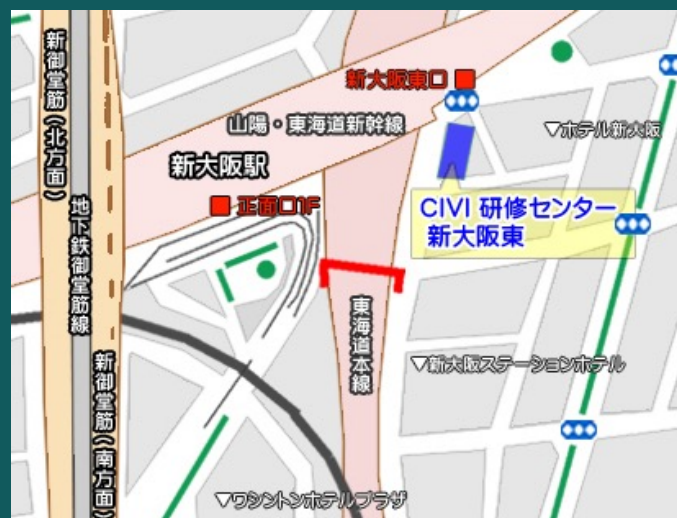 新大阪東口
山陽・東海道新幹線
▽ホテル新大阪
新大阪駅
正面口1F
CIVI 研修センター
新大阪東
新御堂筋(北方面)
地下鉄御堂筋線
新御堂筋(南方面)
東海道本線
▽新大阪ステーションホテル
▽ワシントンホテルプラザ